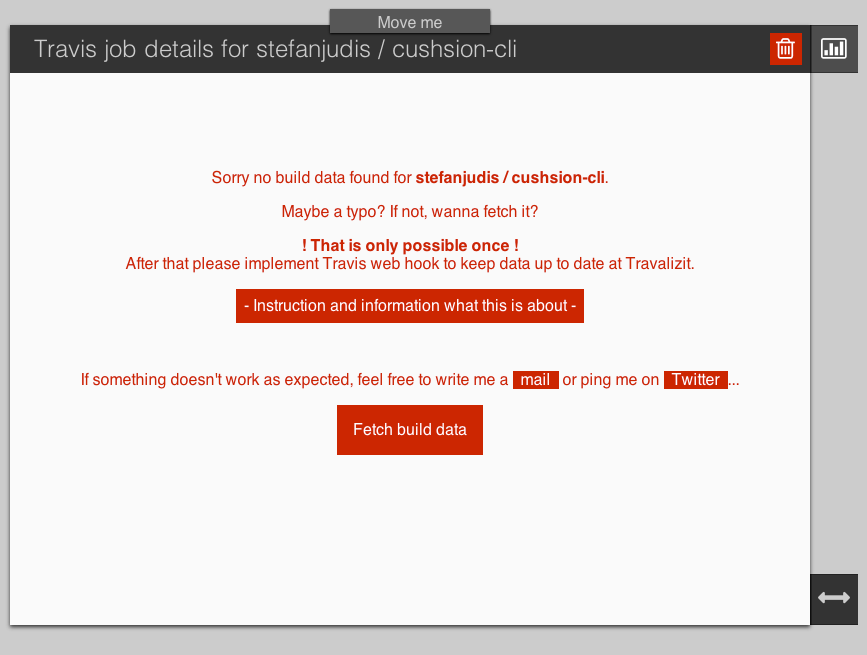 Move me
Travis job details for stefanjudis / cushsion-cli
Sorry no build data found for stefanjudis / cushsion-cli.
Maybe a typo? If not, wanna fetch it?
! That is only possible once !
After that please implement Travis web hook to keep data up to date at Travalizit.
- Instruction and information what this is about -
If something doesn't work as expected, feel free to write me a mail or ping me on Twitter...
Fetch build data